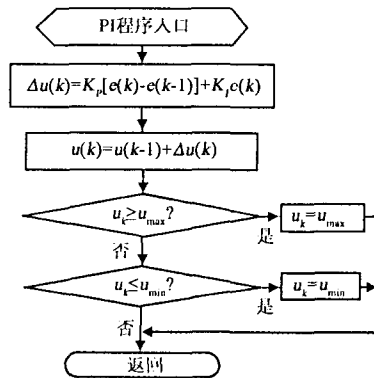 PI程序入口
Δu(k)=K_P[e(k)-e(k-1)]+K_I c(k)
u(k)=u(k-1)+Δu(k)
u_k≥u_max?
u_k=u_max
是
否
u_k≤u_min?
u_k=u_min
是
否
返回